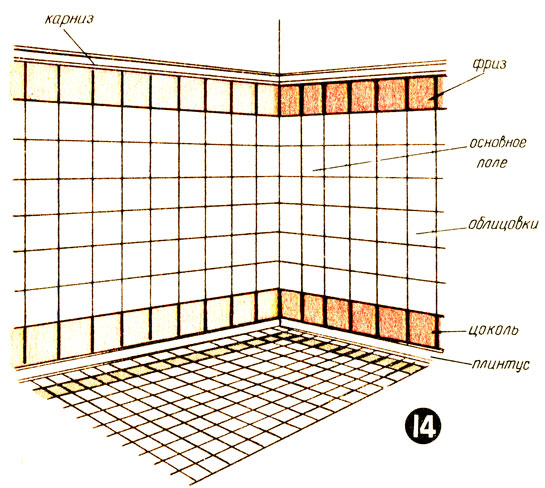 карниз
фриз
основное
поле
облицовки
цоколь
плинтус
14